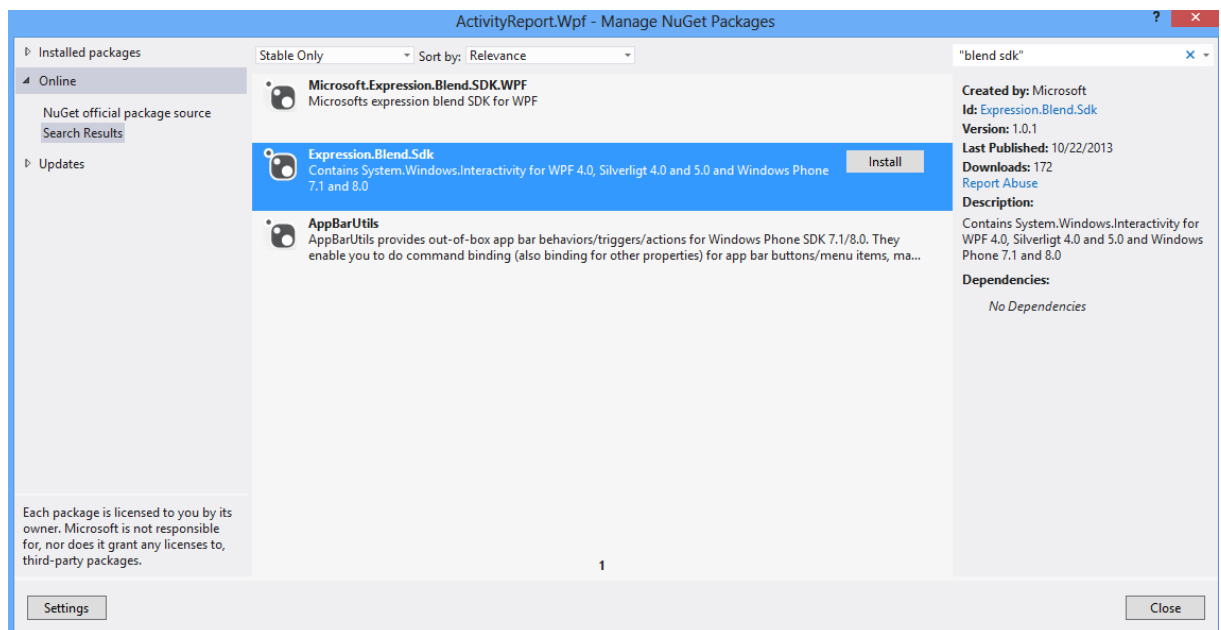 ActivityReport.Wpf - Manage NuGet Packages
?
Installed packages
Online
NuGet official package source
Search Results
Updates
Each package is licensed to you by its
owner. Microsoft is not responsible
for, nor does it grant any licenses to,
third-party packages.
Stable Only
Sort by: Relevance
Microsoft.Expression.Blend.SDK.WPF
Microsofts expression blend SDK for WPF
Expression.Blend.Sdk
Contains System.Windows.Interactivity for WPF 4.0, Silverligt 4.0 and 5.0 and Windows Phone
7.1 and 8.0
Install
AppBarUtils
AppBarUtils provides out-of-box app bar behaviors/triggers/actions for Windows Phone SDK 7.1/8.0. They
enable you to do command binding (also binding for other properties) for app bar buttons/menu items, ma...
1
"blend sdk"
Created by: Microsoft
Id: Expression.Blend.Sdk
Version: 1.0.1
Last Published: 10/22/2013
Downloads: 172
Report Abuse
Description:
Contains System.Windows.Interactivity for
WPF 4.0, Silverligt 4.0 and 5.0 and Windows
Phone 7.1 and 8.0
Dependencies:
No Dependencies
Settings
Close